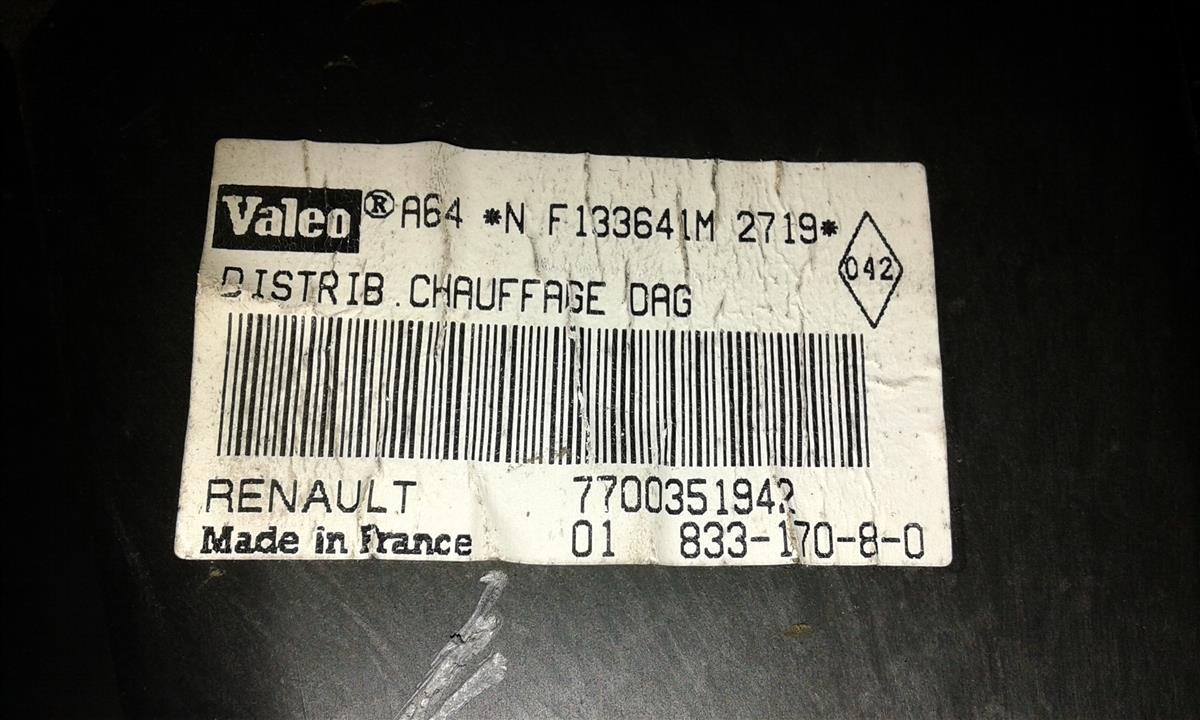 Valeo® A64 *N F133641M 2719*
042
DISTRIB.CHAUFFAGE DAG
RENAULT 7700351942
Made in France 01 833-170-8-0